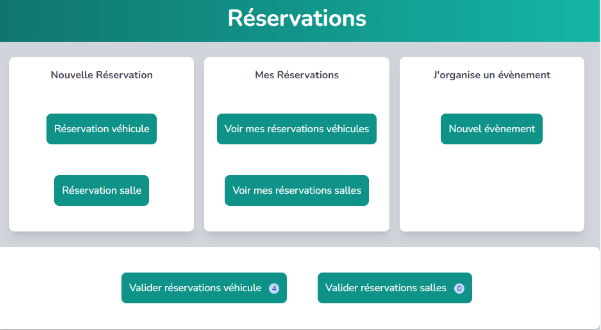 Réservations
Nouvelle Réservation
Réservation véhicule
Réservation salle
Mes Réservations
Voir mes réservations véhicules
Voir mes réservations salles
J'organise un évènement
Nouvel évènement
Valider réservations véhicule 4
Valider réservations salles 0